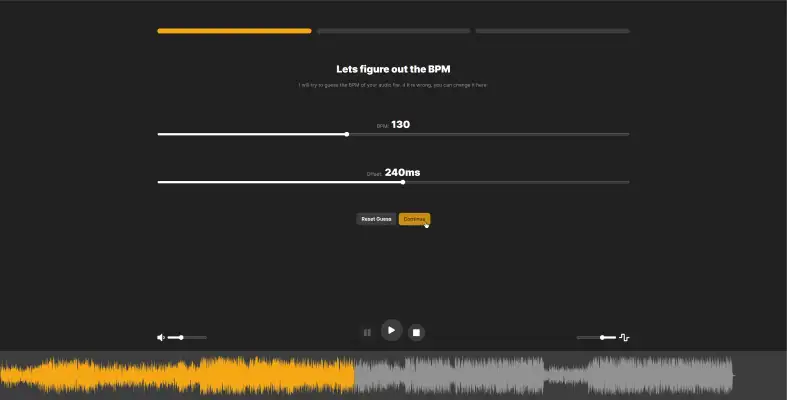 Lets figure out the BPM
I will try to guess the BPM of your audio file. If it is wrong, you can change it here.
BPM: 130
Offset: 240ms
Reset Guess
Continue